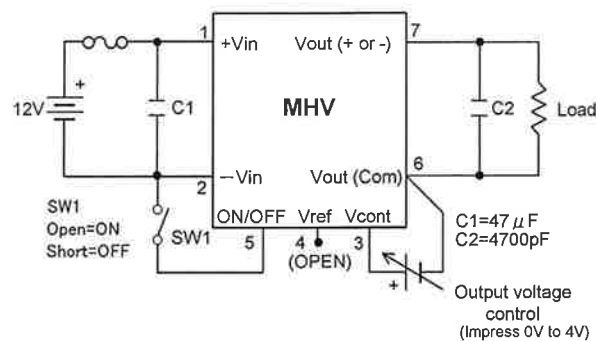 1
7
+Vin
Vout (+ or -)
+
12V
C1
MHV
C2
Load
6
−Vin
Vout (Com)
2
SW1
Open=ON
Short=OFF
SW1
ON/OFF
Vref
Vcont
5
4
3
(OPEN)
+
C1=47μF
C2=4700pF
Output voltage
control
(Impress 0V to 4V)